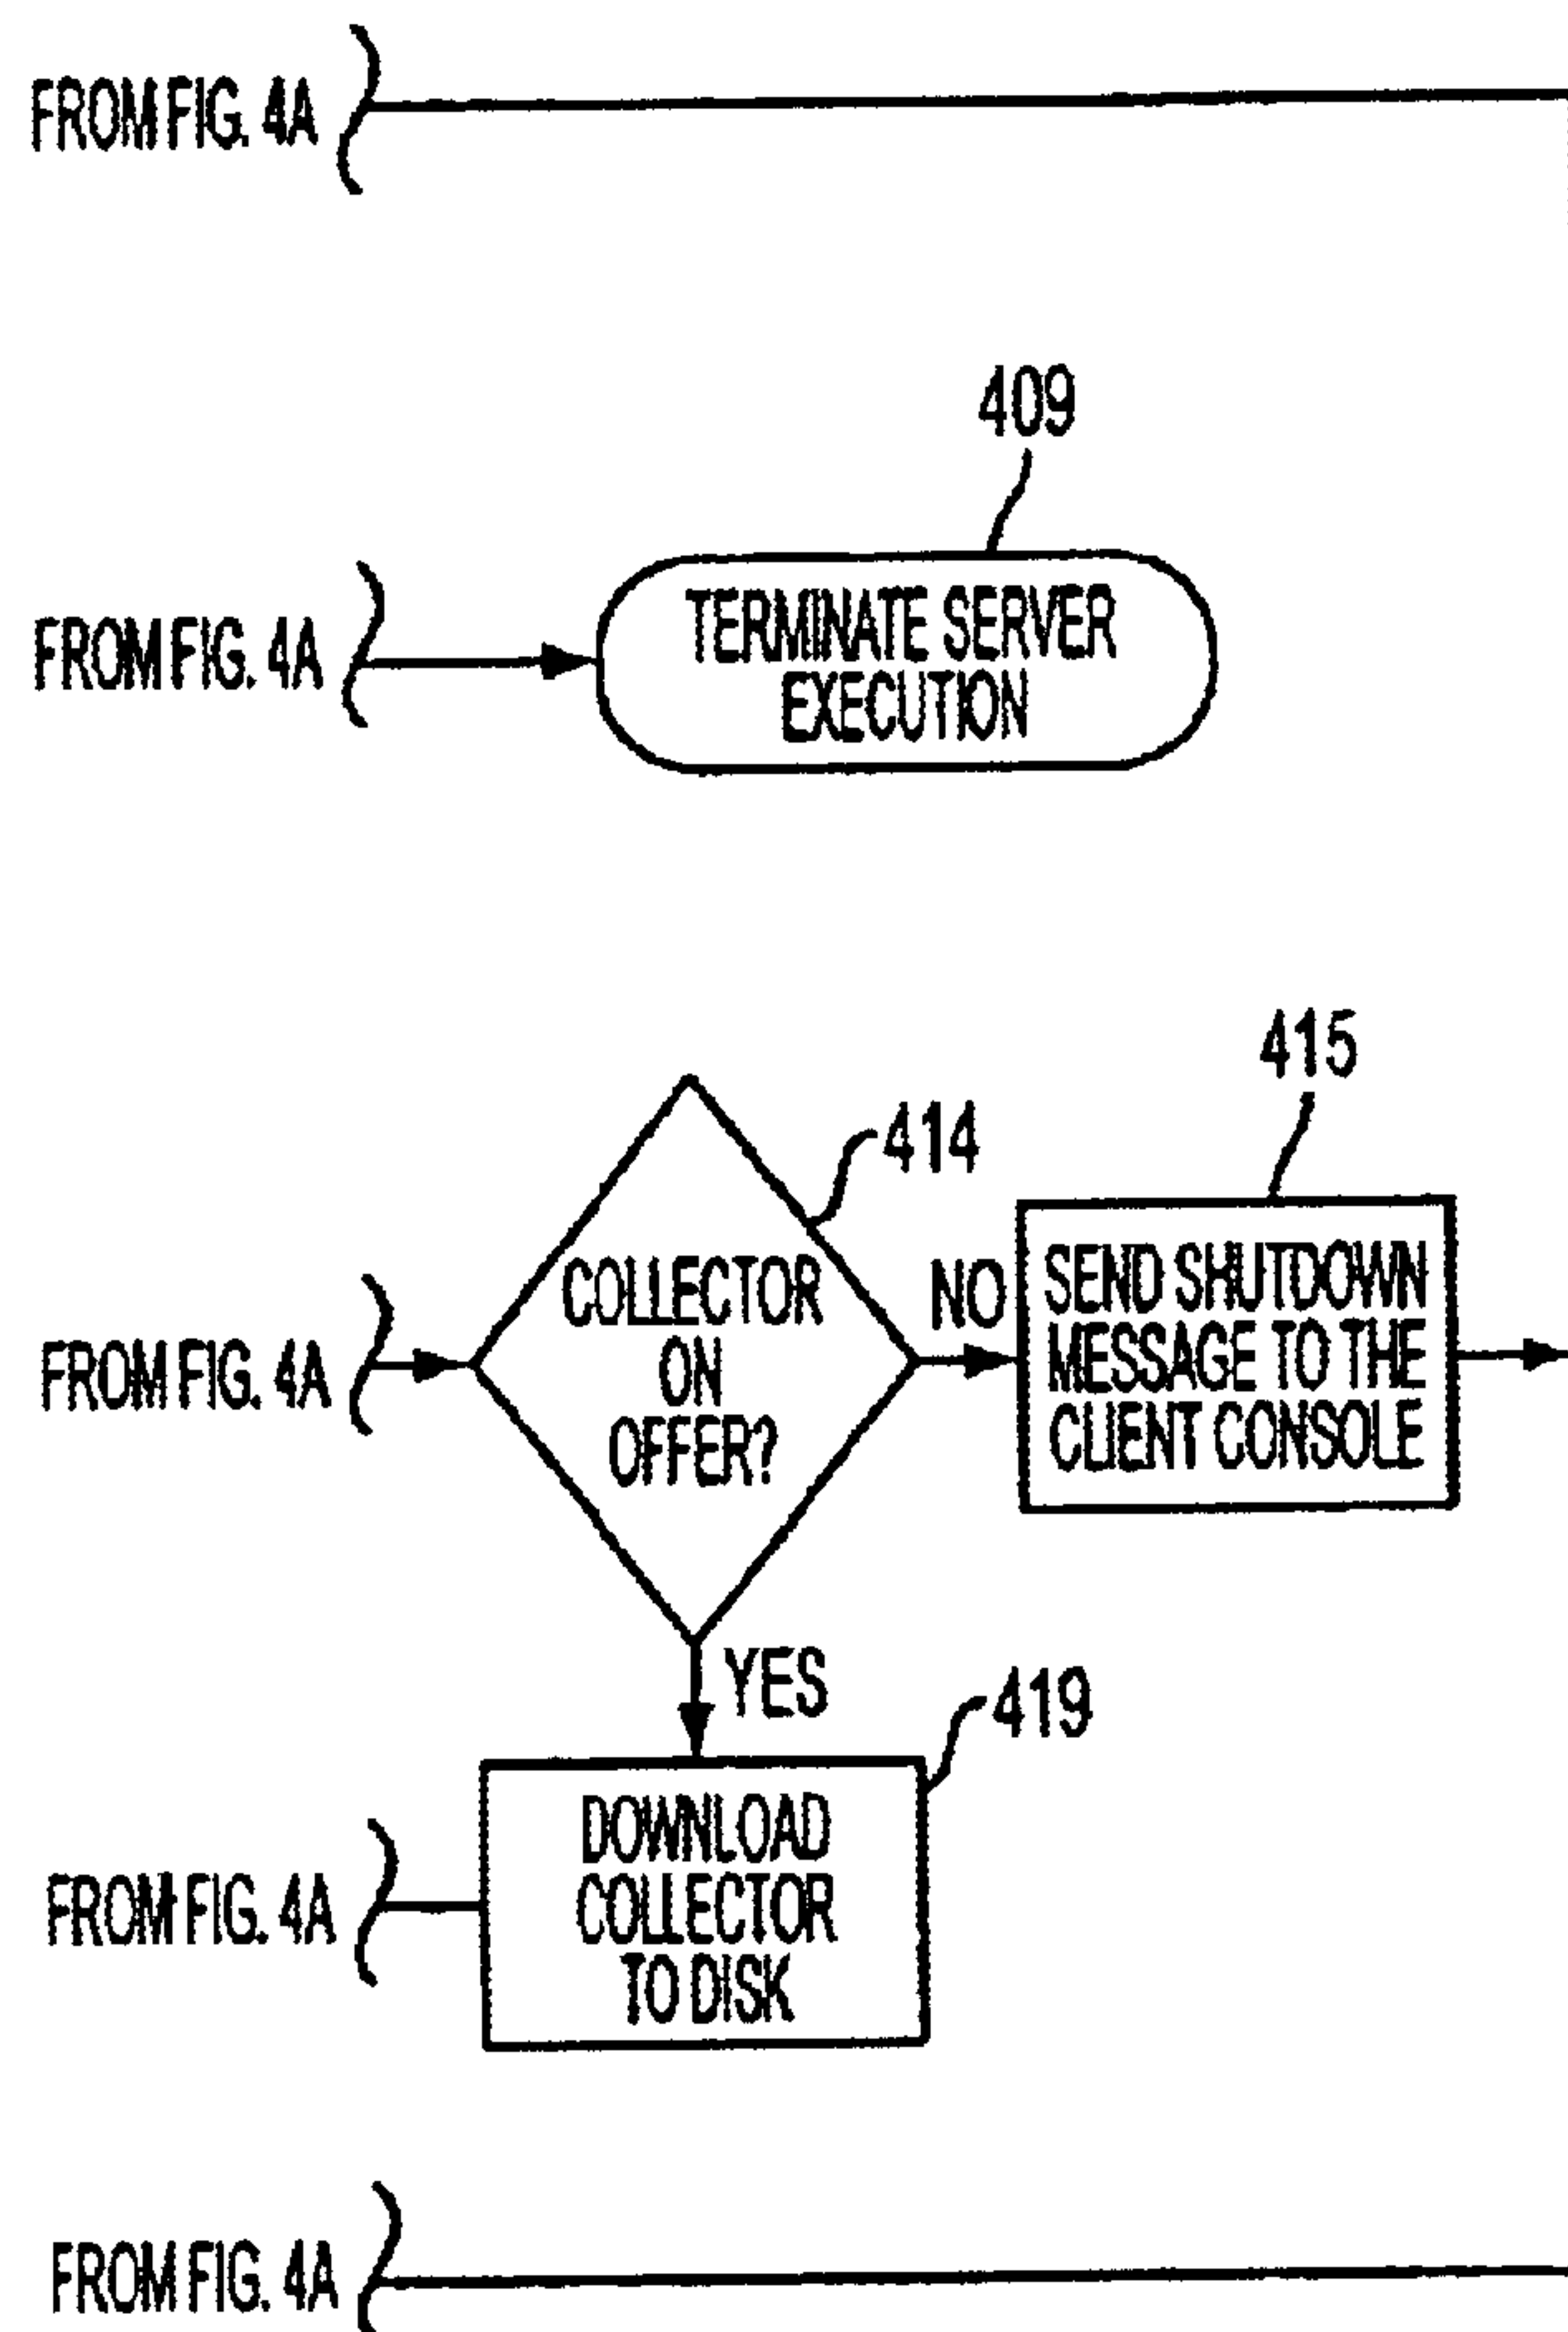 FROM FIG. 4A
409
FROM FIG. 4A
TERMINATE SERVER
EXECUTION
415
414
COLLECTOR
ON
OFFER?
NO
SEND SHUTDOWN
MESSAGE TO THE
CLIENT CONSOLE
FROM FIG. 4A
YES
419
DOWNLOAD
COLLECTOR
TO DISK
FROM FIG. 4A
FROM FIG. 4A